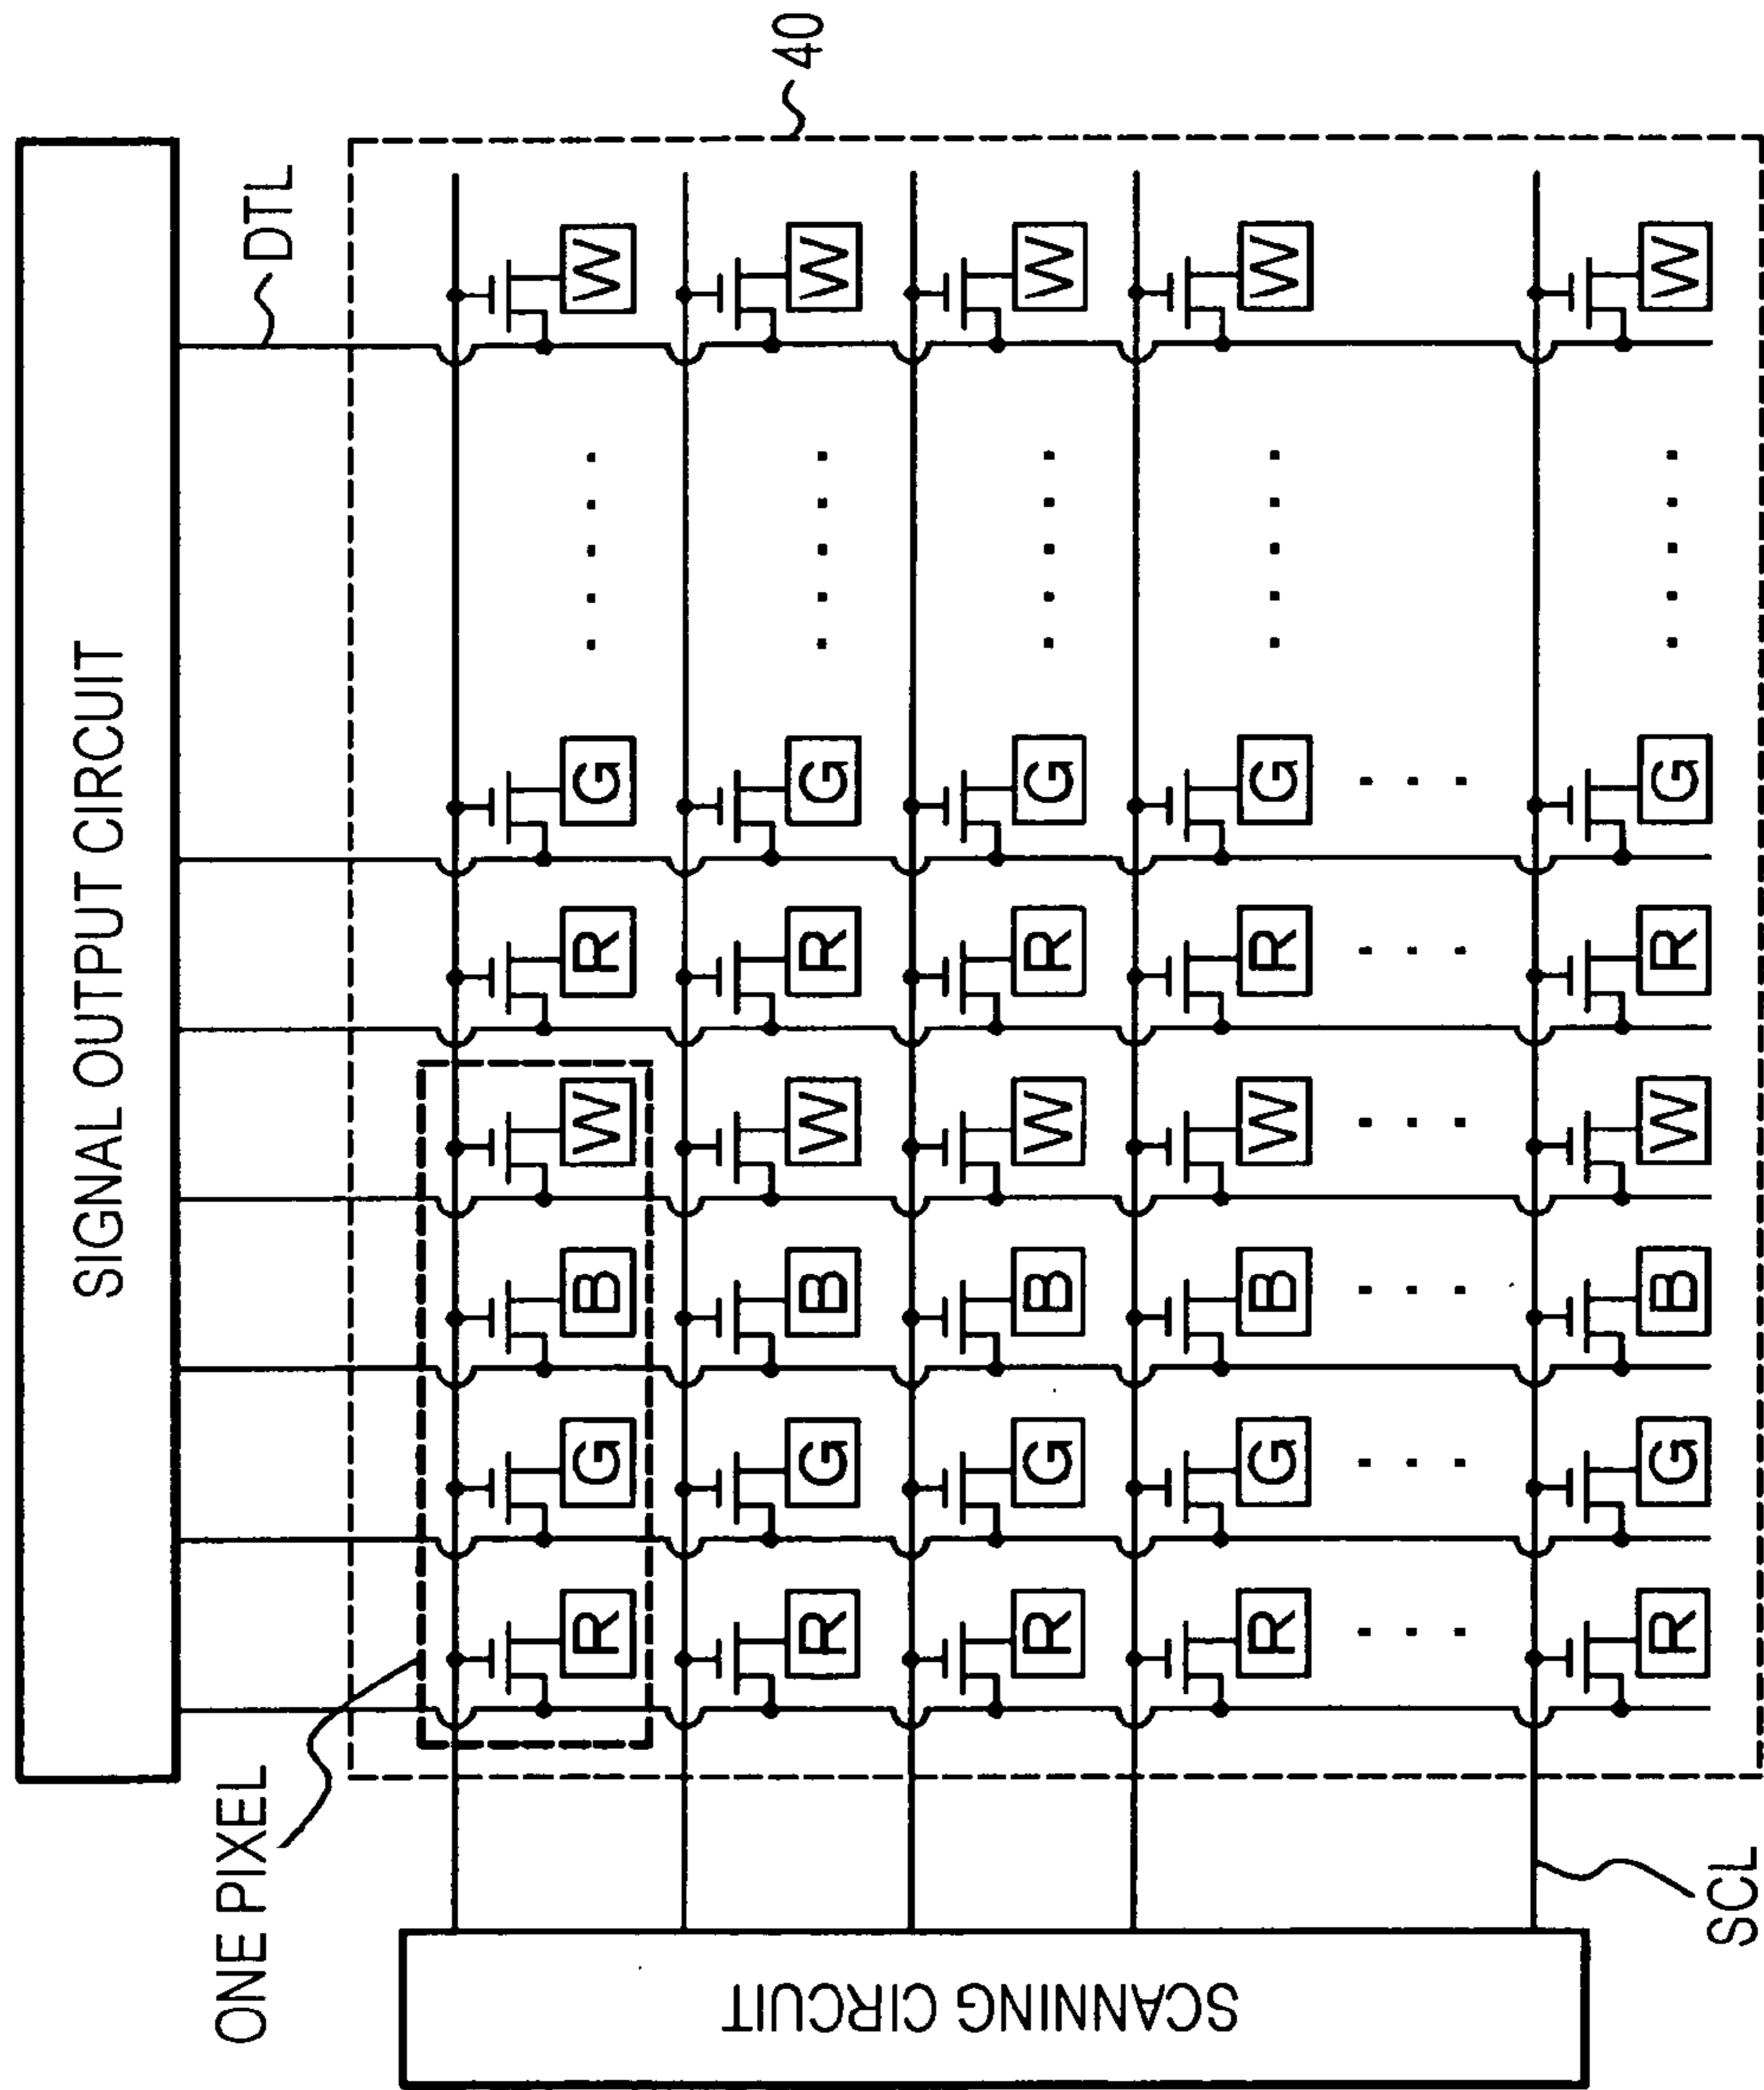 SIGNAL OUTPUT CIRCUIT
ONE PIXEL
DTL
R G B W R G W
40
R G B W R G W
SCANNING CIRCUIT
R G B W R G W
R G B W R G W
R G B W R G W
SCL